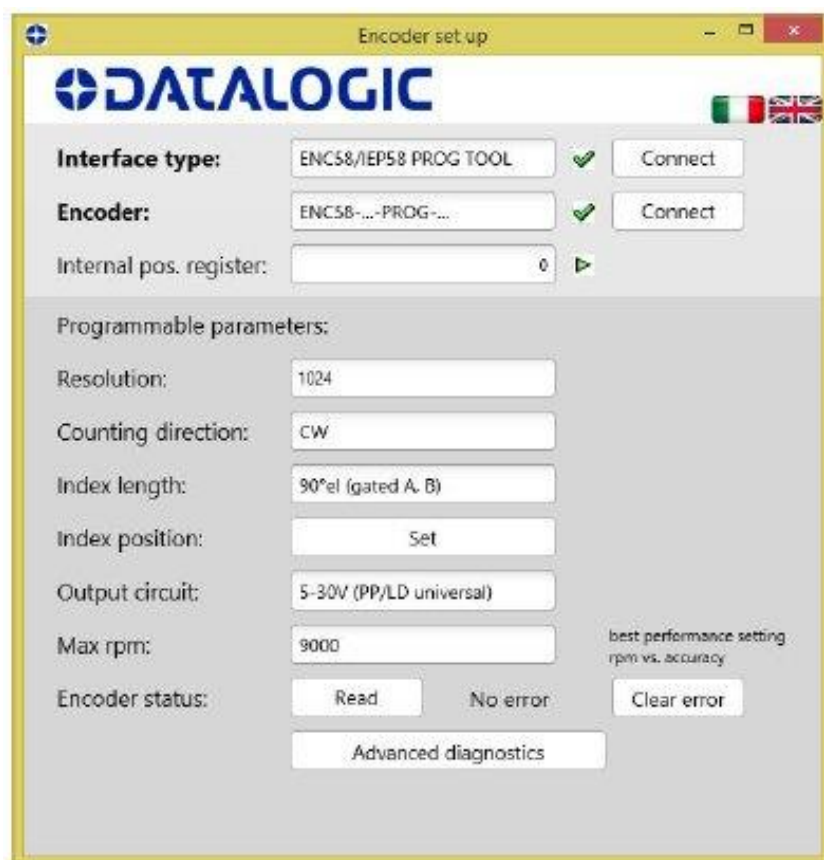 Encoder set up
DATALOGIC
Interface type: ENC58/IEP58 PROG TOOL Connect
Encoder: ENC58-...-PROG-... Connect
Internal pos. register: 0
Programmable parameters:
Resolution: 1024
Counting direction: CW
Index length: 90°el (gated A. B)
Index position: Set
Output circuit: 5-30V (PP/LD universal)
Max rpm: 9000 best performance setting
rpm vs. accuracy
Encoder status: Read No error Clear error
Advanced diagnostics